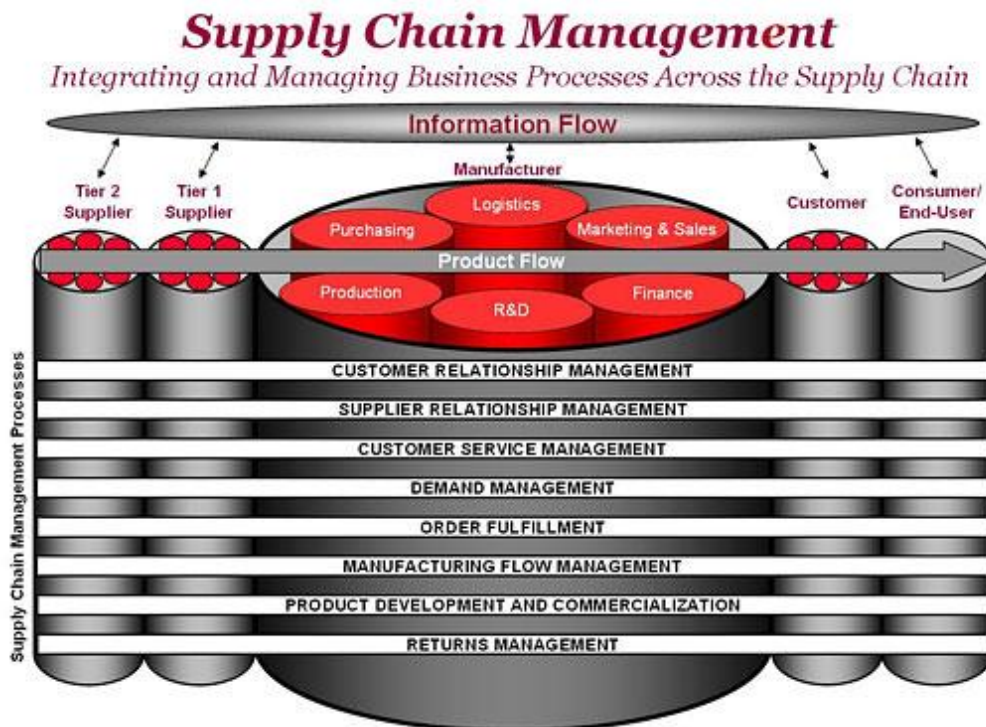 Supply Chain Management
Integrating and Managing Business Processes Across the Supply Chain
Information Flow
Tier 2
Supplier
Tier 1
Supplier
Manufacturer
Customer
Consumer/
End-User
Logistics
Purchasing
Marketing & Sales
Product Flow
Production
R&D
Finance
Supply Chain Management Processes
CUSTOMER RELATIONSHIP MANAGEMENT
SUPPLIER RELATIONSHIP MANAGEMENT
CUSTOMER SERVICE MANAGEMENT
DEMAND MANAGEMENT
ORDER FULFILLMENT
MANUFACTURING FLOW MANAGEMENT
PRODUCT DEVELOPMENT AND COMMERCIALIZATION
RETURNS MANAGEMENT